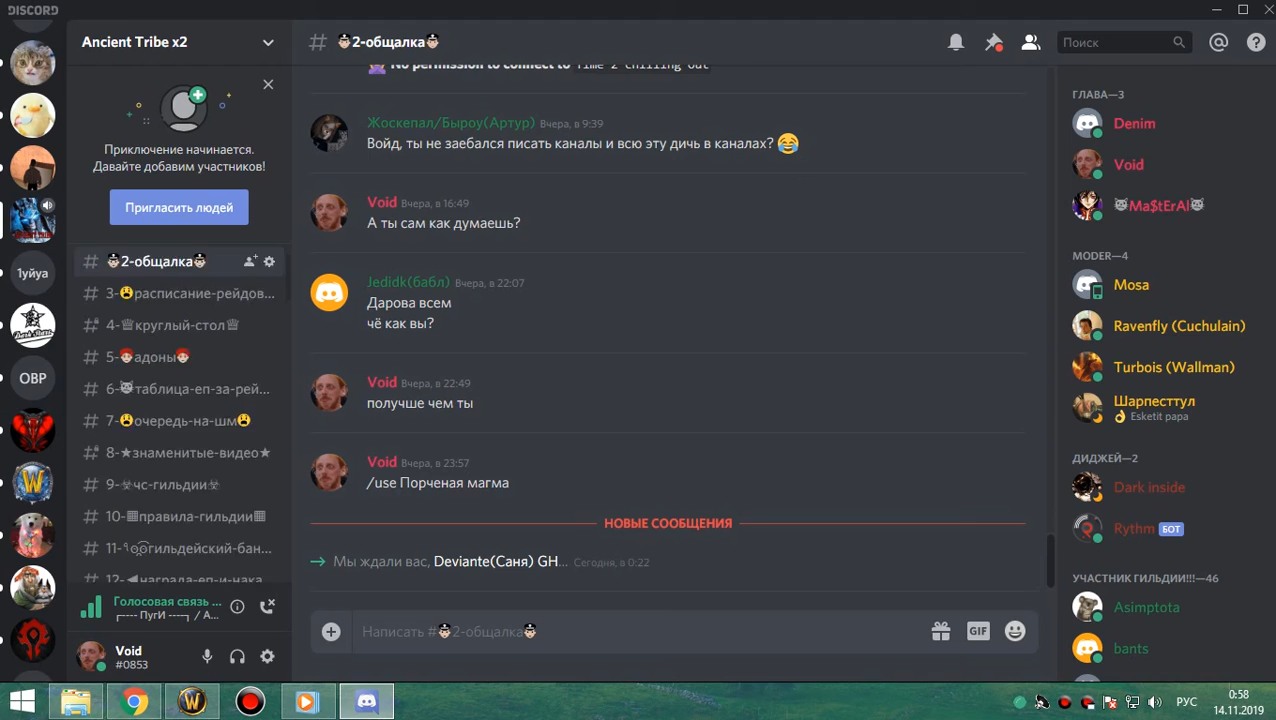 DISCORD
Ancient Tribe x2
Приключение начинается.
Давайте добавим участников!
Пригласить людей
1уйуа
OBP
# 2-общалка
# 3-расписание-рейдов...
# 4-♕круглый-стол♕
# 5-адоны
# 6-таблица-еп-за-рей...
# 7-очередь-на-шм
# 8-★знаменитые-видео★
# 9-☣чс-гильдии☣
# 10-▦правила-гильдии▦
гильдейский-бан...
Голосовая связь ...
Void
#0853
# 2-общалка
Поиск
No permission to connect to Time 2 Chilling Out
Жоскепал/Быроу(Артур) Вчера, в 9:39
Войд, ты не заебался писать каналы и всю эту дичь в каналах? 😂
Void Вчера, в 16:49
А ты сам как думаешь?
Jedidk(бабл) Вчера, в 22:07
Дарова всем
чё как вы?
Void Вчера, в 22:49
получше чем ты
Void Вчера, в 23:57
/use Порченая магма
НОВЫЕ СООБЩЕНИЯ
Мы ждали вас, Deviante(Саня) GH... Сегодня, в 0:22
Написать #2-общалка
GIF
ГЛАВА—3
Denim
Void
Ma$tErAl
MODER—4
Mosa
Ravenfly (Cuchulain)
Turbois (Wallman)
Шарпесттул
👌 Esketit papa
ДИДЖЕЙ—2
Dark inside
Rythm БОТ
УЧАСТНИК ГИЛЬДИИ!!!—46
Asimptota
bants
РУС
0:58
14.11.2019